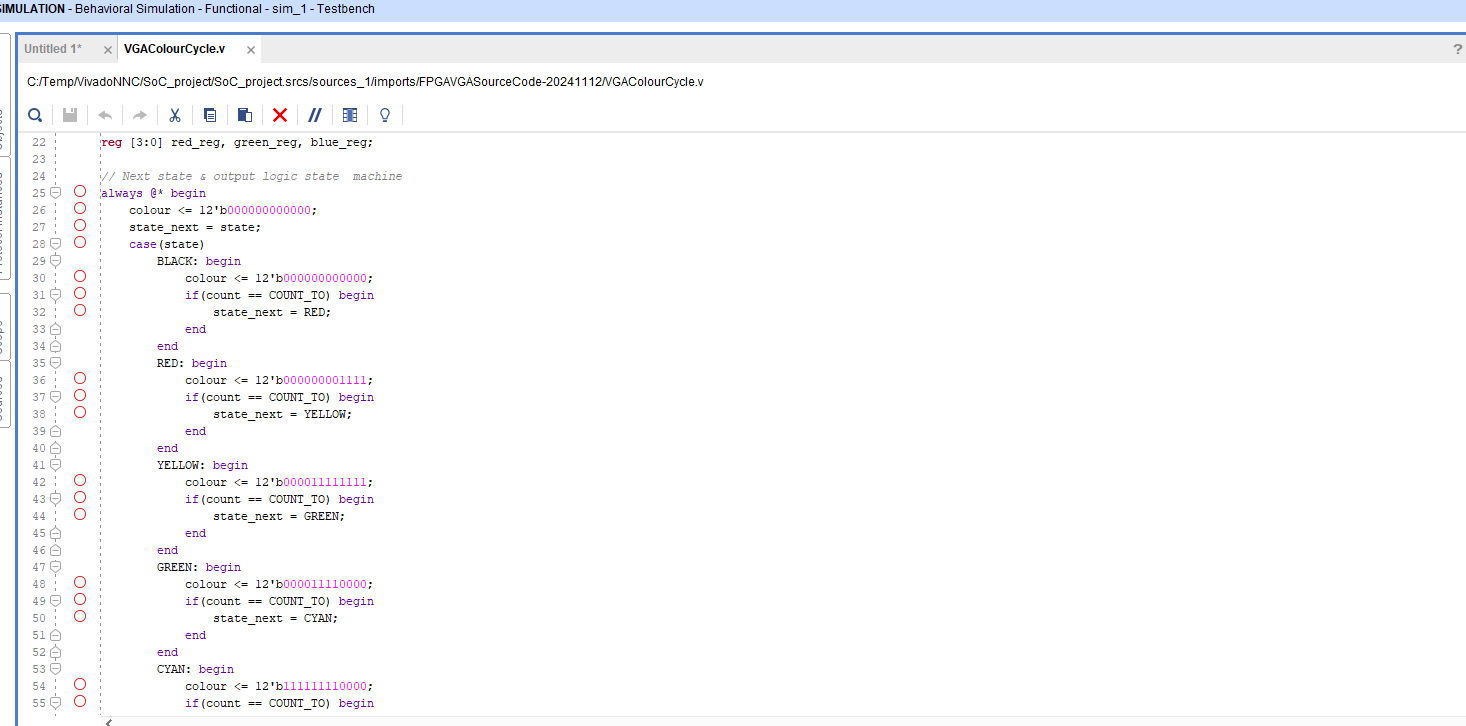 SIMULATION - Behavioral Simulation - Functional - sim_1 - Testbench
Untitled 1* × VGAColourCycle.v × ?
C:/Temp/VivadoNNC/SoC_project/SoC_project.srcs/sources_1/imports/FPGAVGASourceCode-20241112/VGAColourCycle.v
22 reg [3:0] red_reg, green_reg, blue_reg;
23
24 // Next state & output logic state  machine
25 always @* begin
26     colour <= 12'b000000000000;
27     state_next = state;
28     case(state)
29         BLACK: begin
30             colour <= 12'b000000000000;
31             if(count == COUNT_TO) begin
32                 state_next = RED;
33             end
34         end
35         RED: begin
36             colour <= 12'b000000001111;
37             if(count == COUNT_TO) begin
38                 state_next = YELLOW;
39             end
40         end
41         YELLOW: begin
42             colour <= 12'b000011111111;
43             if(count == COUNT_TO) begin
44                 state_next = GREEN;
45             end
46         end
47         GREEN: begin
48             colour <= 12'b000011110000;
49             if(count == COUNT_TO) begin
50                 state_next = CYAN;
51             end
52         end
53         CYAN: begin
54             colour <= 12'b111111110000;
55             if(count == COUNT_TO) begin